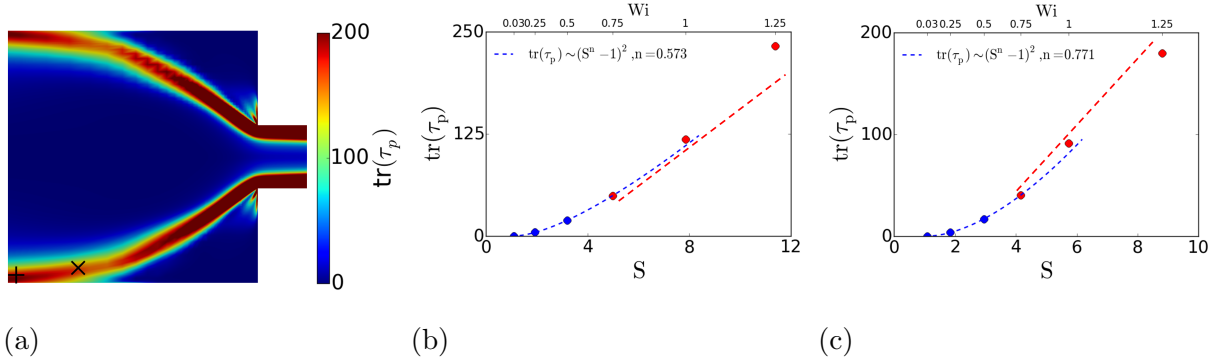 200
100
0
tr(τp)
+
×
(a)
Wi
0.03 0.25 0.5 0.75 1 1.25
250
125
0
tr(τp)
tr(τp)∼(Sⁿ −1)² ,n=0.573
0 4 8 12
S
(b)
Wi
0.03 0.25 0.5 0.75 1 1.25
200
100
0
tr(τp)
tr(τp)∼(Sⁿ −1)² ,n=0.771
0 2 4 6 8 10
S
(c)